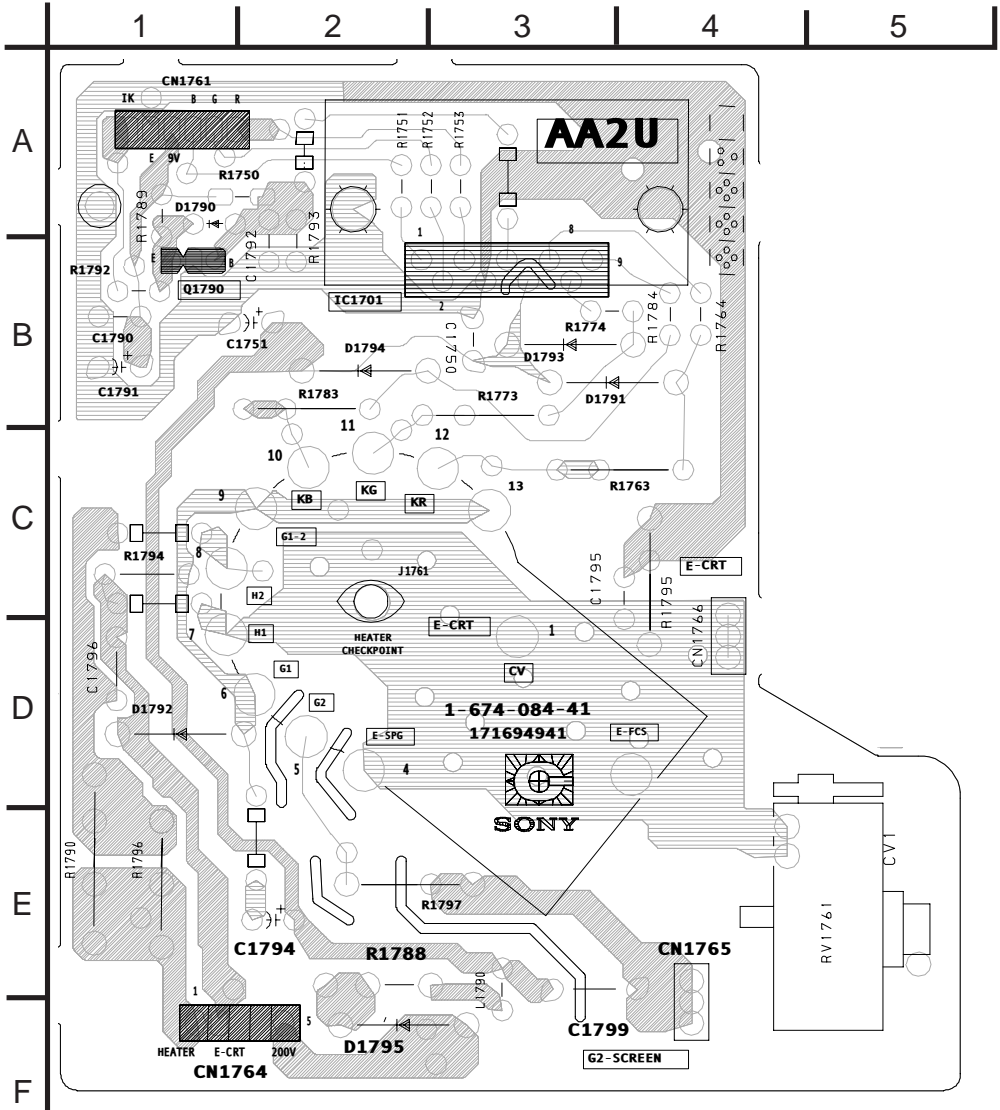 1 2 3 4 5
A
B
C
D
E
F
CN1761
IK B G R
E 9V
AA2U
R1750
R1751
R1752
R1753
R1789
D1790
C1792
R1793
1 8
R1792
E B
Q1790
IC1701
9
2
C1790
C1751
C1750
R1774
R1784
R1764
D1794
D1793
C1791
R1783
R1773
D1791
11
12
10
13
R1763
KB
KG
KR
9
G1-2
8
R1794
J1761
C1795
E-CRT
R1795
H2
E-CRT
CN1766
7
H1
HEATER
CHECKPOINT
1
C1796
G1
CV
6
G2
D1792
1-674-084-41
E-SPG
171694941
E-FCS
5
4
SONY
R1790
R1796
CV1
R1797
RV1761
C1794
R1788
CN1765
L1790
1
5
C1799
HEATER E-CRT 200V
D1795
G2-SCREEN
CN1764